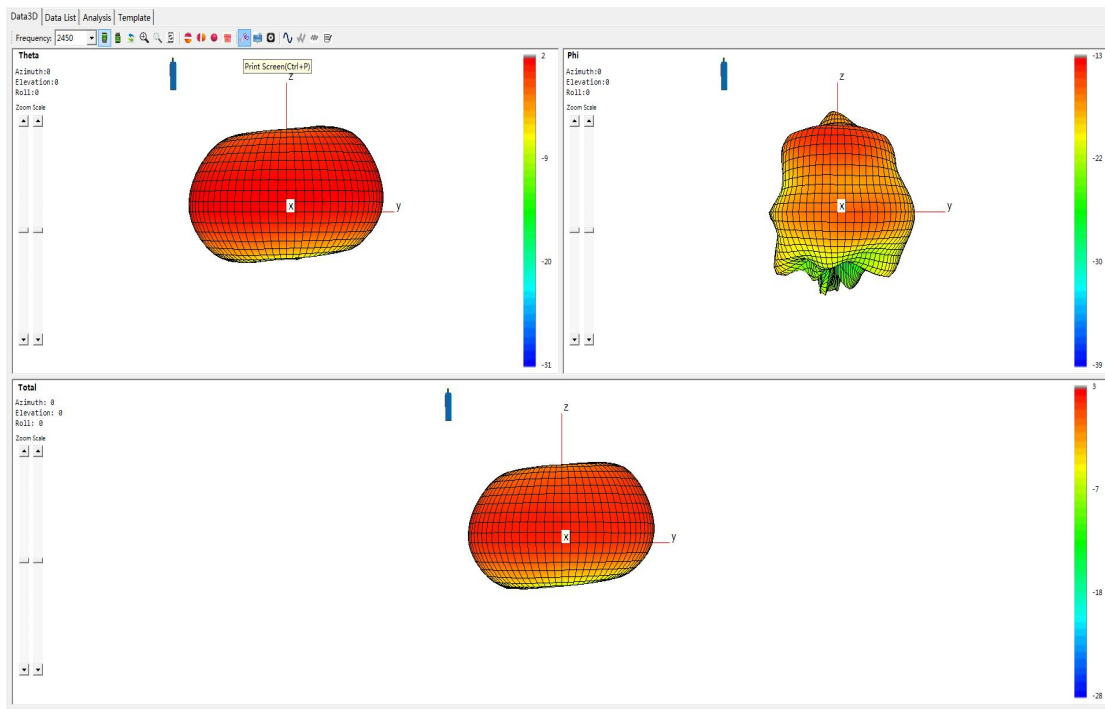 Data3D Data List Analysis Template
Frequency: 2450
Print Screen(Ctrl+P)
Theta
Azimuth:0
Elevation:0
Roll:0
Zoom Scale
z
x
y
2
-9
-20
-31
Phi
Azimuth:0
Elevation:0
Roll:0
Zoom Scale
z
x
y
-13
-22
-30
-39
Total
Azimuth: 0
Elevation: 0
Roll: 0
Zoom Scale
z
x
y
3
-7
-18
-28